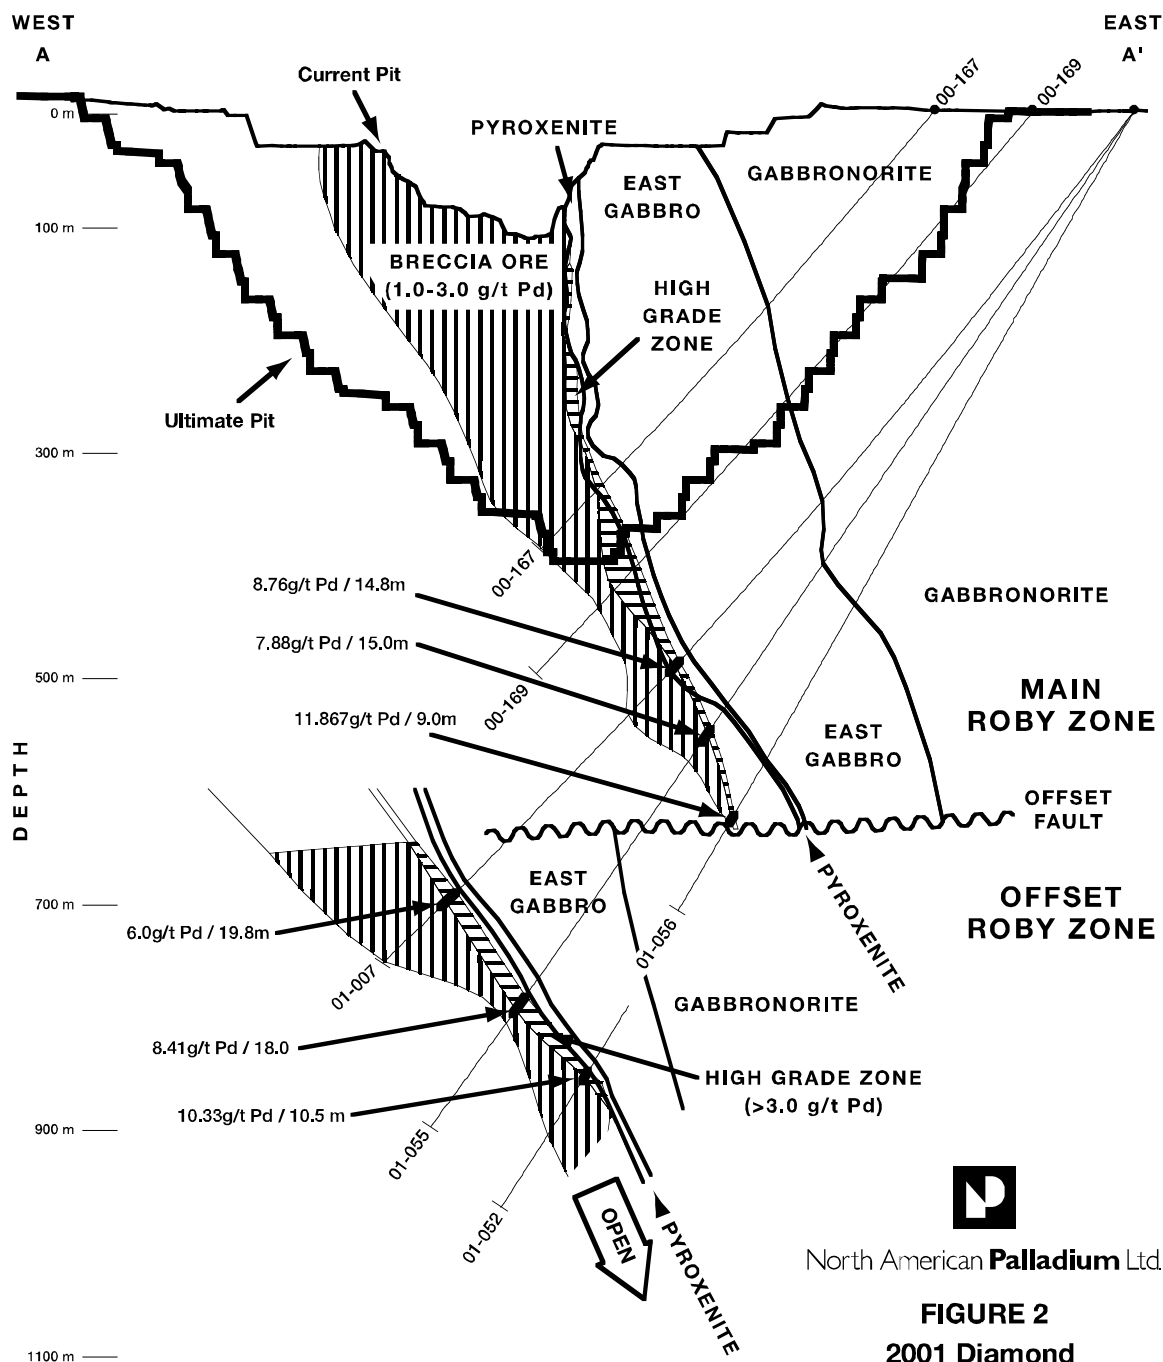 WEST
A
EAST
A'
Current Pit
00-167
00-169
0 m
PYROXENITE
GABBRONORITE
EAST
GABBRO
100 m
BRECCIA ORE
(1.0-3.0 g/t Pd)
HIGH
GRADE
ZONE
Ultimate Pit
300 m
00-167
8.76g/t Pd / 14.8m
GABBRONORITE
7.88g/t Pd / 15.0m
500 m
00-169
MAIN
ROBY ZONE
11.867g/t Pd / 9.0m
EAST
GABBRO
DEPTH
OFFSET
FAULT
EAST
GABBRO
PYROXENITE
OFFSET
ROBY ZONE
700 m
6.0g/t Pd / 19.8m
01-056
01-007
GABBRONORITE
8.41g/t Pd / 18.0
HIGH GRADE ZONE
(>3.0 g/t Pd)
10.33g/t Pd / 10.5 m
900 m
01-055
01-052
OPEN
PYROXENITE
North American Palladium Ltd.
FIGURE 2
2001 Diamond
1100 m